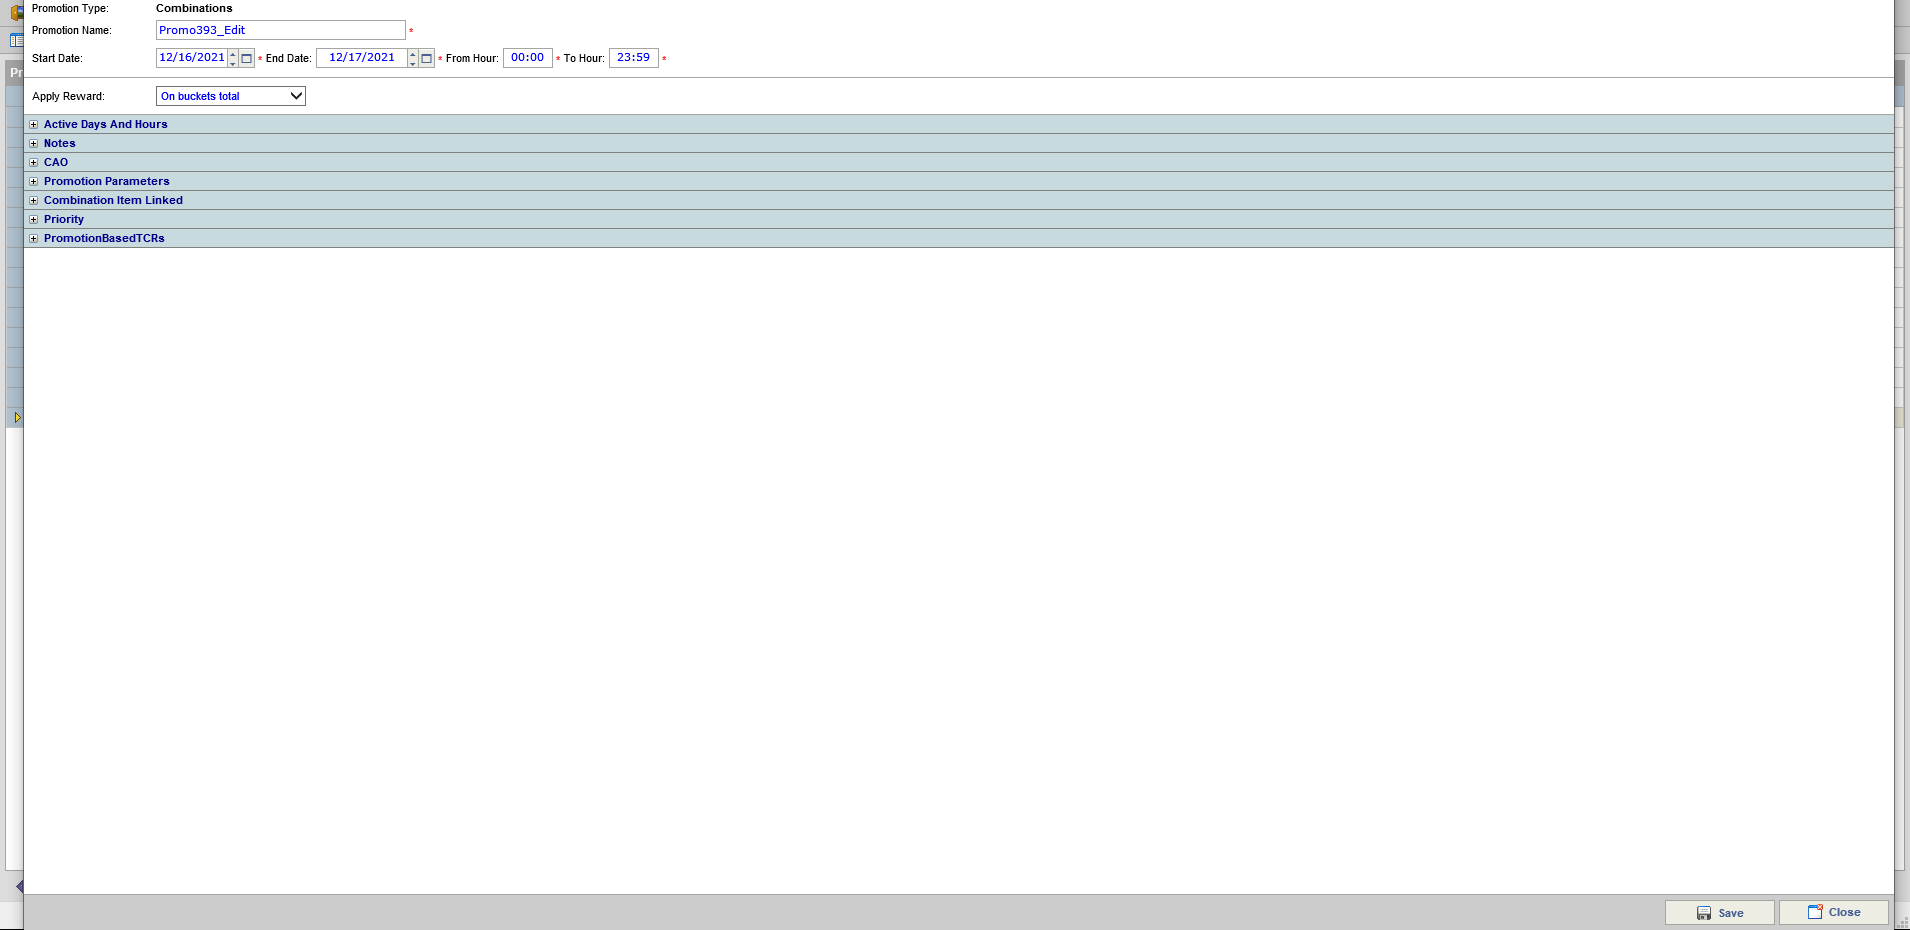 Promotion Type: Combinations
Promotion Name: Promo393_Edit *
Start Date: 12/16/2021 * End Date: 12/17/2021 * From Hour: 00:00 * To Hour: 23:59 *
Pr
Apply Reward: On buckets total
Active Days And Hours
Notes
CAO
Promotion Parameters
Combination Item Linked
Priority
PromotionBasedTCRs
Save Close